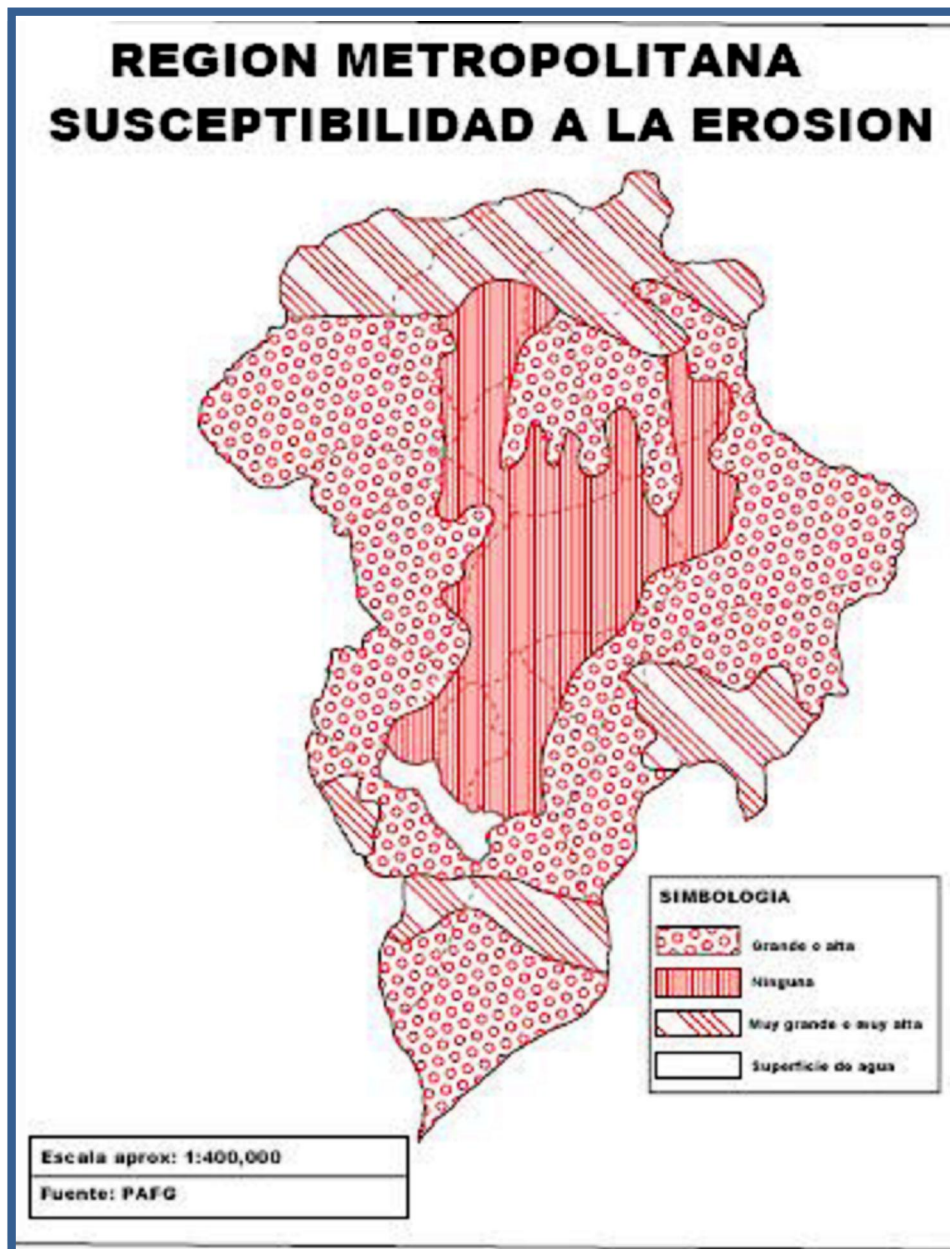 REGION METROPOLITANA
SUSCEPTIBILIDAD A LA EROSION
SIMBOLOGIA
Grande o alta
Ninguna
Muy grande o muy alta
Superficie de agua
Escala aprox: 1:400,000
Fuente: PAFG